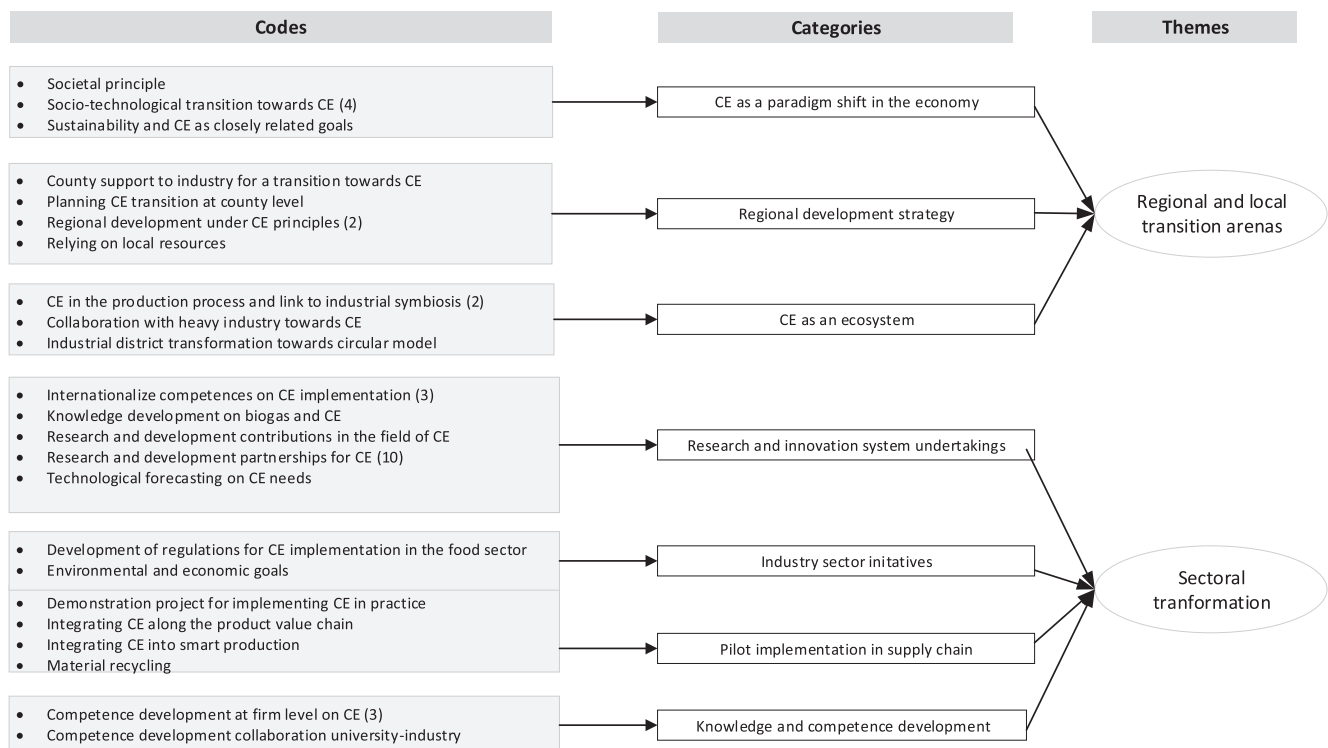 Codes
Categories
Themes
Societal principle
Socio-technological transition towards CE (4)
Sustainability and CE as closely related goals
CE as a paradigm shift in the economy
County support to industry for a transition towards CE
Planning CE transition at county level
Regional development under CE principles (2)
Relying on local resources
Regional development strategy
Regional and local
transition arenas
CE in the production process and link to industrial symbiosis (2)
Collaboration with heavy industry towards CE
Industrial district transformation towards circular model
CE as an ecosystem
Internationalize competences on CE implementation (3)
Knowledge development on biogas and CE
Research and development contributions in the field of CE
Research and development partnerships for CE (10)
Technological forecasting on CE needs
Research and innovation system undertakings
Development of regulations for CE implementation in the food sector
Environmental and economic goals
Industry sector initatives
Sectoral
tranformation
Demonstration project for implementing CE in practice
Integrating CE along the product value chain
Integrating CE into smart production
Material recycling
Pilot implementation in supply chain
Competence development at firm level on CE (3)
Competence development collaboration university-industry
Knowledge and competence development